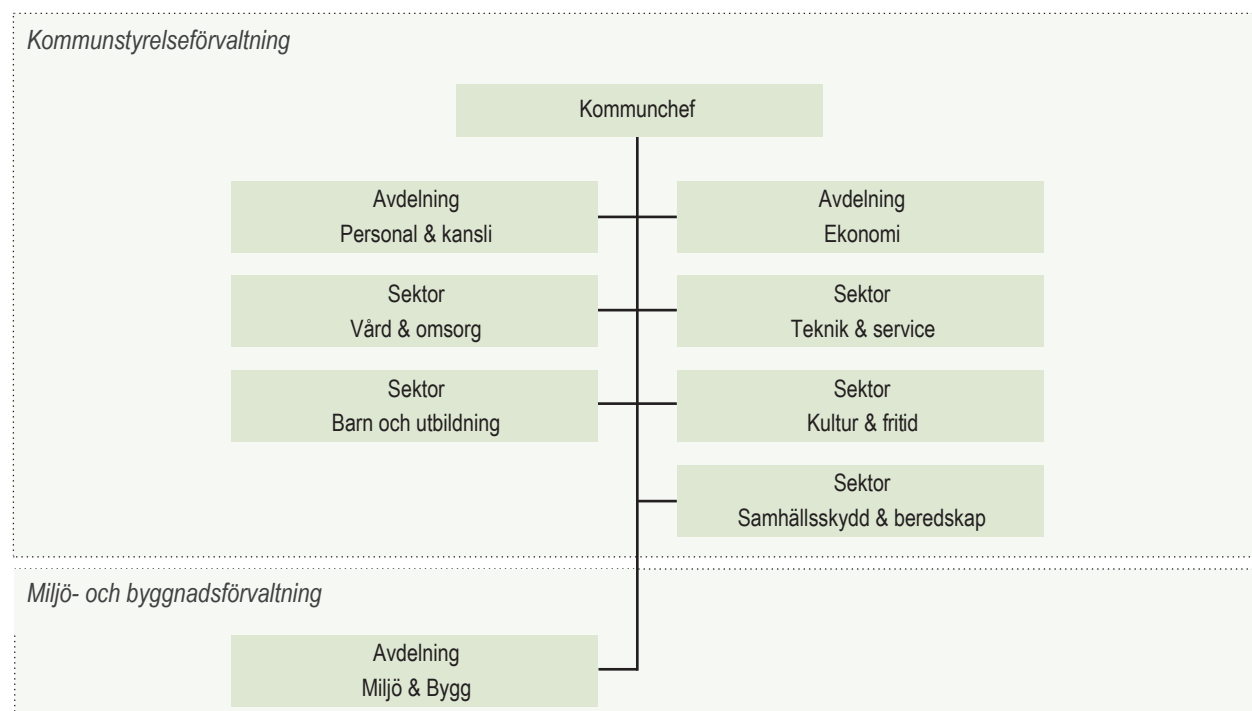 Kommunstyrelseförvaltning
Kommunchef
Avdelning
Personal & kansli
Avdelning
Ekonomi
Sektor
Vård & omsorg
Sektor
Teknik & service
Sektor
Barn och utbildning
Sektor
Kultur & fritid
Sektor
Samhällsskydd & beredskap
Miljö- och byggnadsförvaltning
Avdelning
Miljö & Bygg